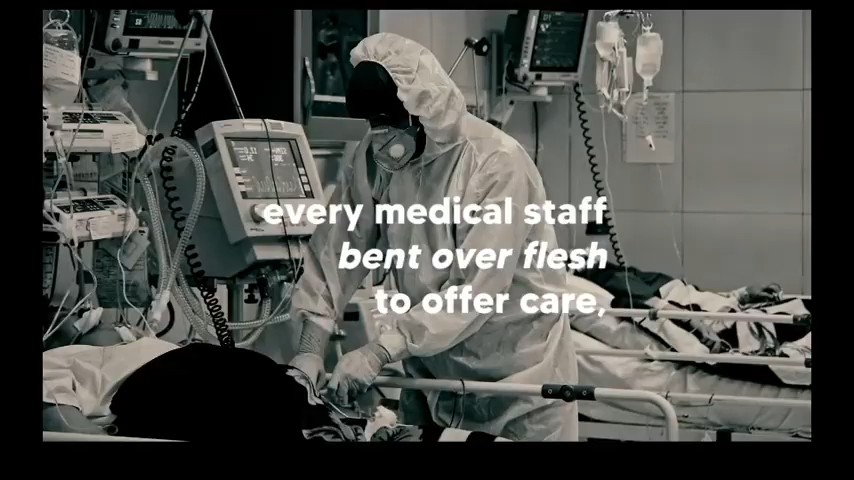 every medical staff
bent over flesh
to offer care,